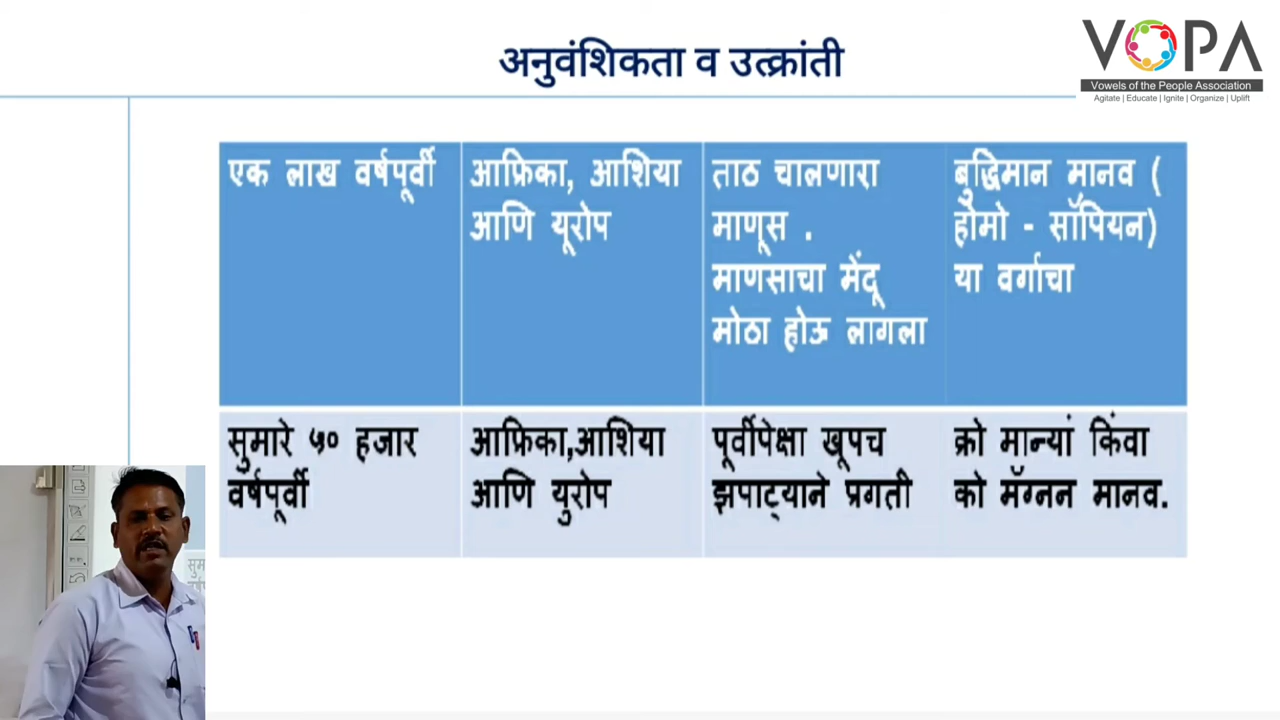 अनुवंशिकता व उत्क्रांती
VOPA
Vowels of the People Association
Agitate | Educate | Ignite | Organize | Uplift
एक लाख वर्षपूर्वी
आफ्रिका, आशिया
आणि यूरोप
ताठ चालणारा
माणूस .
माणसाचा मेंदू
मोठा होऊ लागला
बुद्धिमान मानव (
होमो - सॉपियन)
या वर्गाचा
सुमारे ५० हजार
वर्षपूर्वी
आफ्रिका,आशिया
आणि युरोप
पूर्वीपेक्षा खूपच
झपाट्याने प्रगती
क्रो मान्यां किंवा
को मॅग्नन मानव.